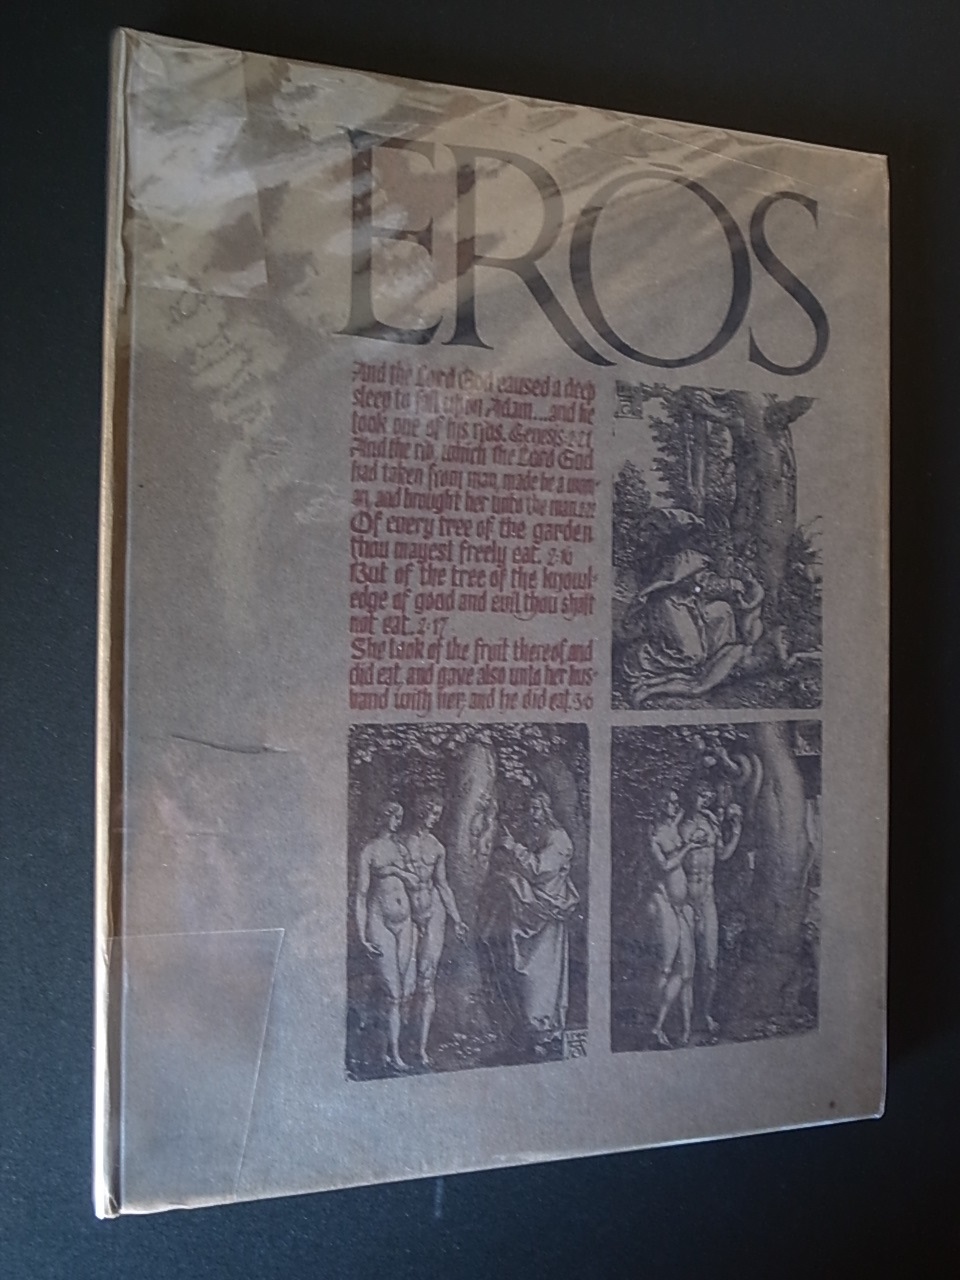 EROS
And the Lord God caused a deep
sleep to fall upon Adam...and he
took one of his ribs. Genesis 2:21
And the rib, which the Lord God
had taken from man, made he a wom-
an, and brought her unto the man.2:22
Of every tree of the garden
thou mayest freely eat. 2:16
But of the tree of the knowl-
edge of good and evil, thou shalt
not eat. 2:17
She took of the fruit thereof, and
did eat, and gave also unto her hus-
band with her; and he did eat. 3:6